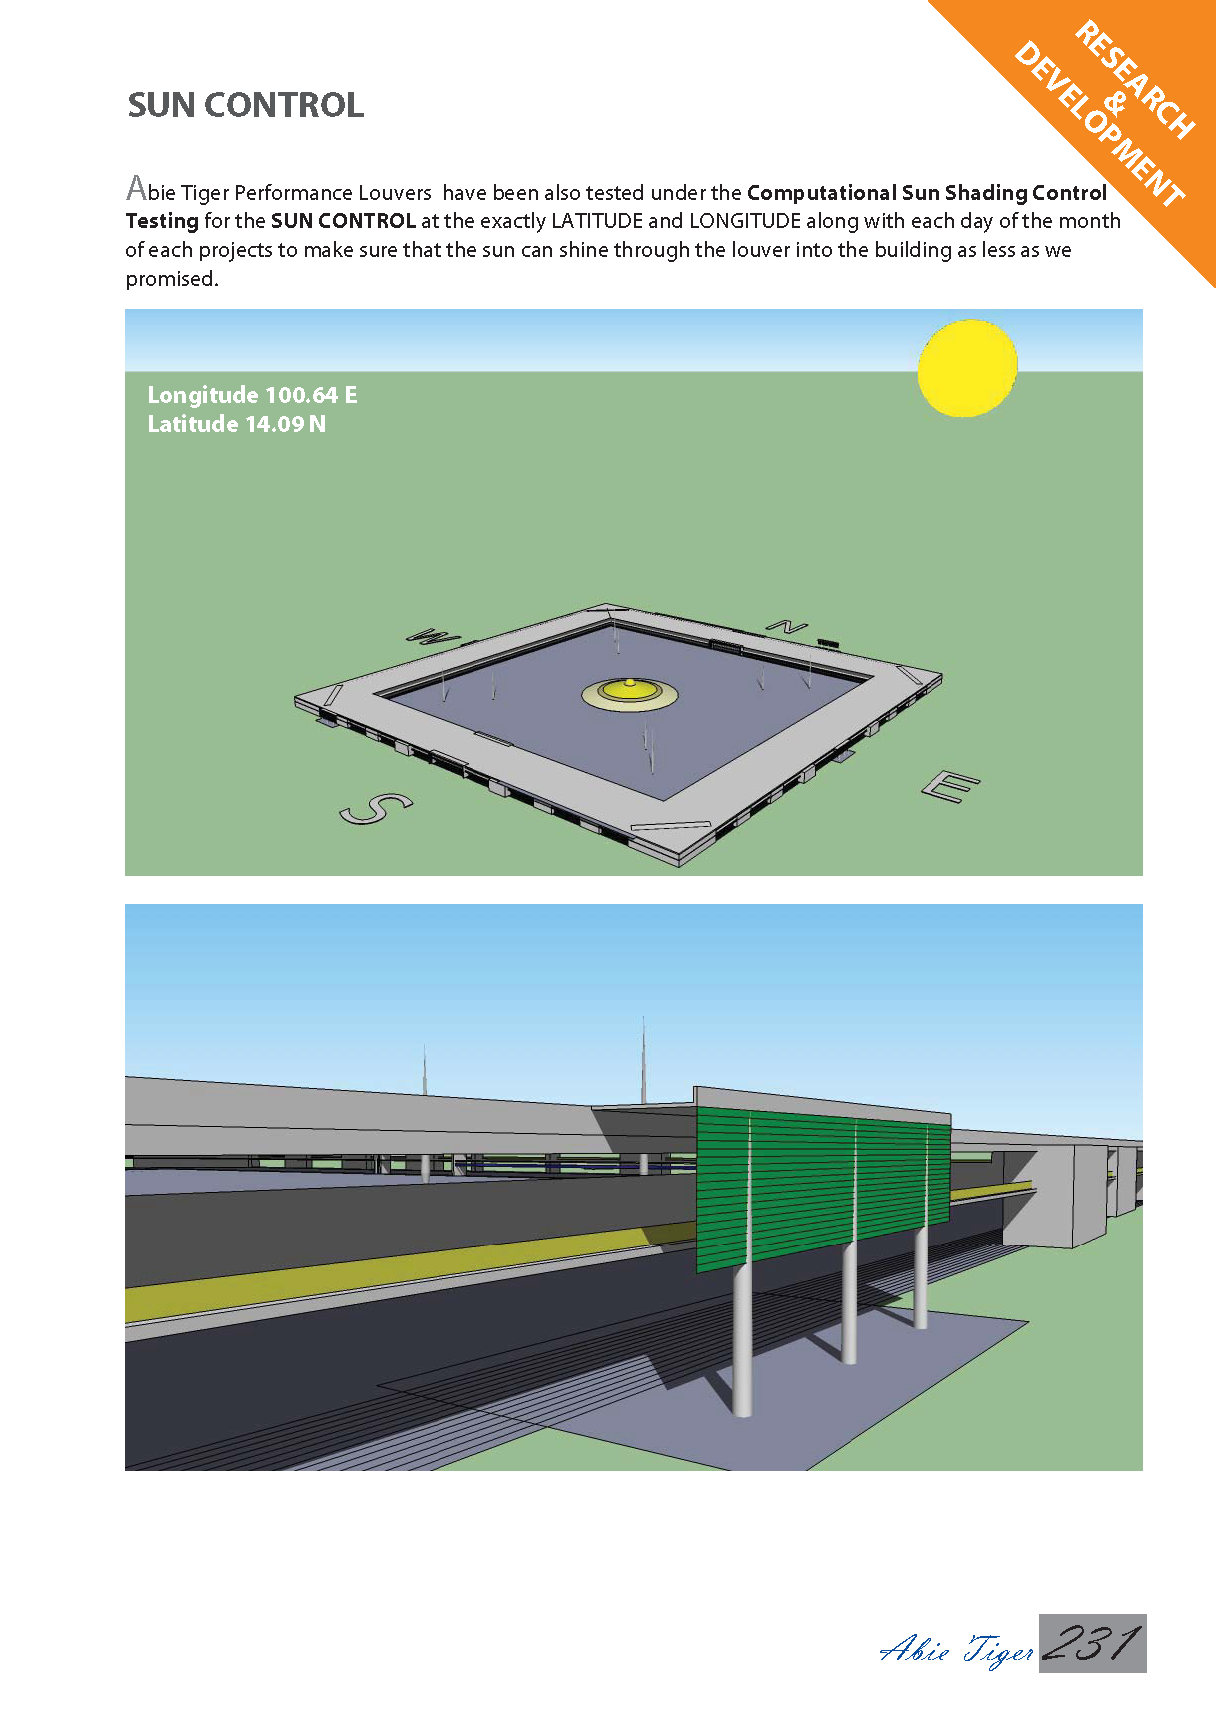 RESEARCH
&
DEVELOPMENT
SUN CONTROL
Abie Tiger Performance Louvers have been also tested under the Computational Sun Shading Control
Testing for the SUN CONTROL at the exactly LATITUDE and LONGITUDE along with each day of the month
of each projects to make sure that the sun can shine through the louver into the building as less as we
promised.
Longitude 100.64 E
Latitude 14.09 N
W
N
S
E
Abie Tiger 231